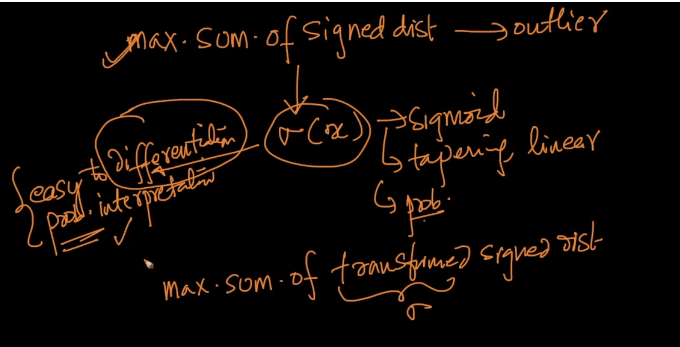 max. sum. of signed dist → outlier
σ(x) → sigmoid
↳ tapering, linear
↳ prob.
easy to differentiation
prob. interpretation ✓
max. sum. of transformed signed dist
σ